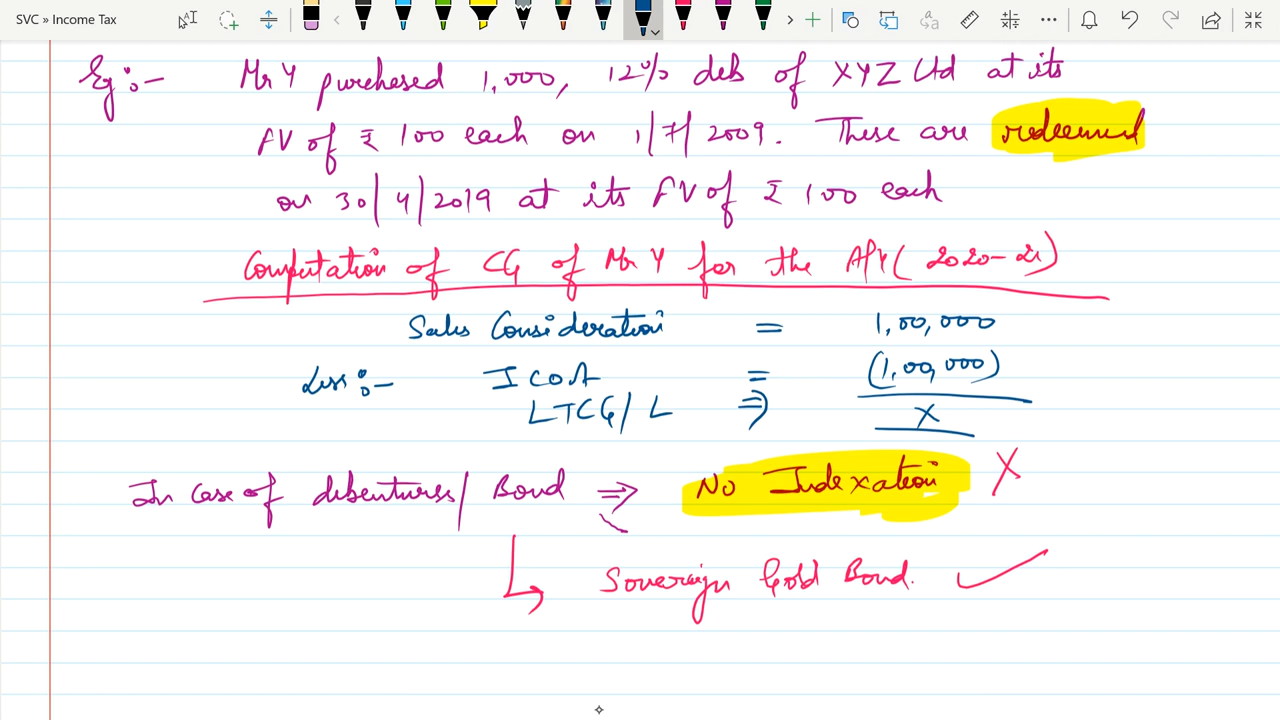 SVC » Income Tax
Eg:- Mr Y purchased 1,000, 12% deb of XYZ Ltd at its
FV of ₹ 100 each on 1/7/2009. These are redeemed
on 30/4/2019 at its FV of ₹ 100 each
Computation of CG of Mr Y for the A/Y (2020-21)
Sales Consideration = 1,00,000
Less:- ICOA = (1,00,000)
LTCG/L ⇒ X
In case of debentures/Bond ⇒ No Indexation X
↳ Sovereign Gold Bond. ✓